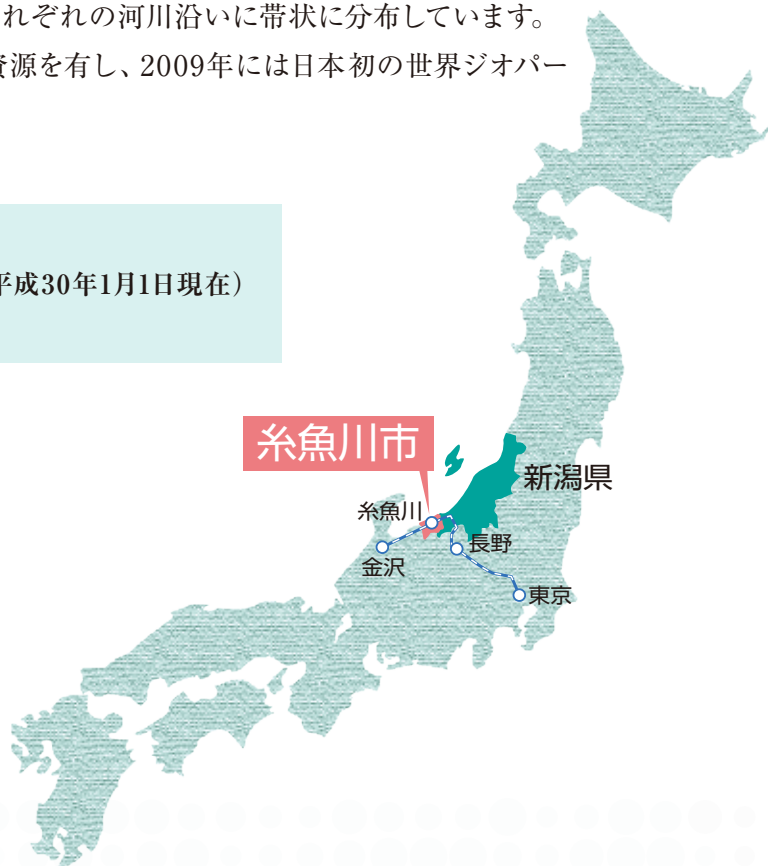 れぞれの河川沿いに帯状に分布しています。
資源を有し、2009年には日本初の世界ジオパー
平成30年1月1日現在）
糸魚川市
新潟県
糸魚川
長野
金沢
東京